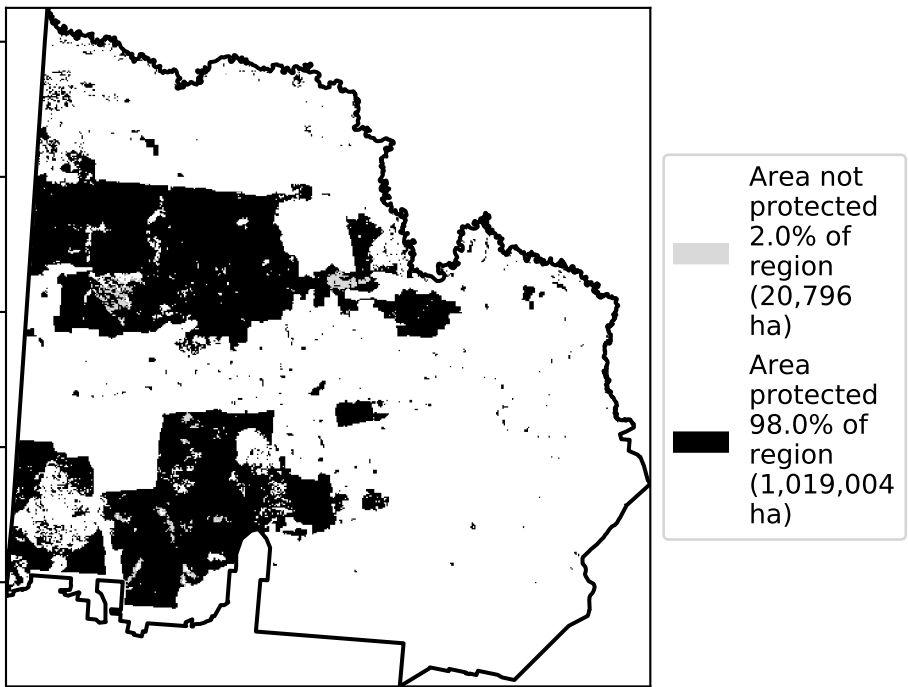 Area not
protected
2.0% of
region
(20,796
ha)
Area
protected
98.0% of
region
(1,019,004
ha)